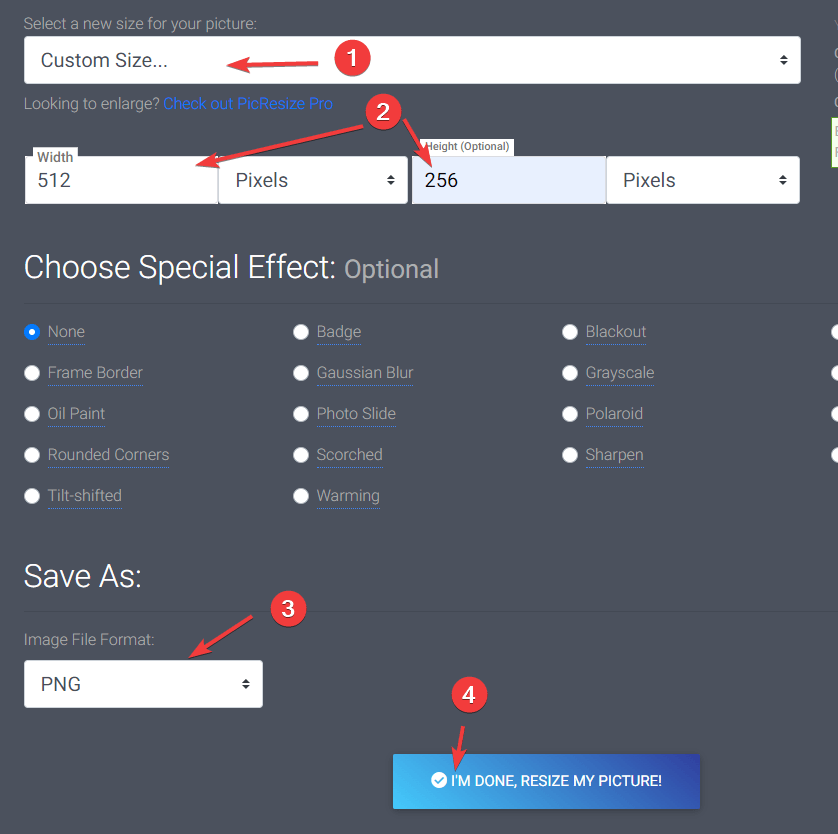 Select a new size for your picture:
Custom Size...
1
Looking to enlarge? Check out PicResize Pro
2
Width
Height (Optional)
512
Pixels
256
Pixels
Choose Special Effect: Optional
None
Badge
Blackout
Frame Border
Gaussian Blur
Grayscale
Oil Paint
Photo Slide
Polaroid
Rounded Corners
Scorched
Sharpen
Tilt-shifted
Warming
Save As:
3
Image File Format:
PNG
4
I'M DONE, RESIZE MY PICTURE!